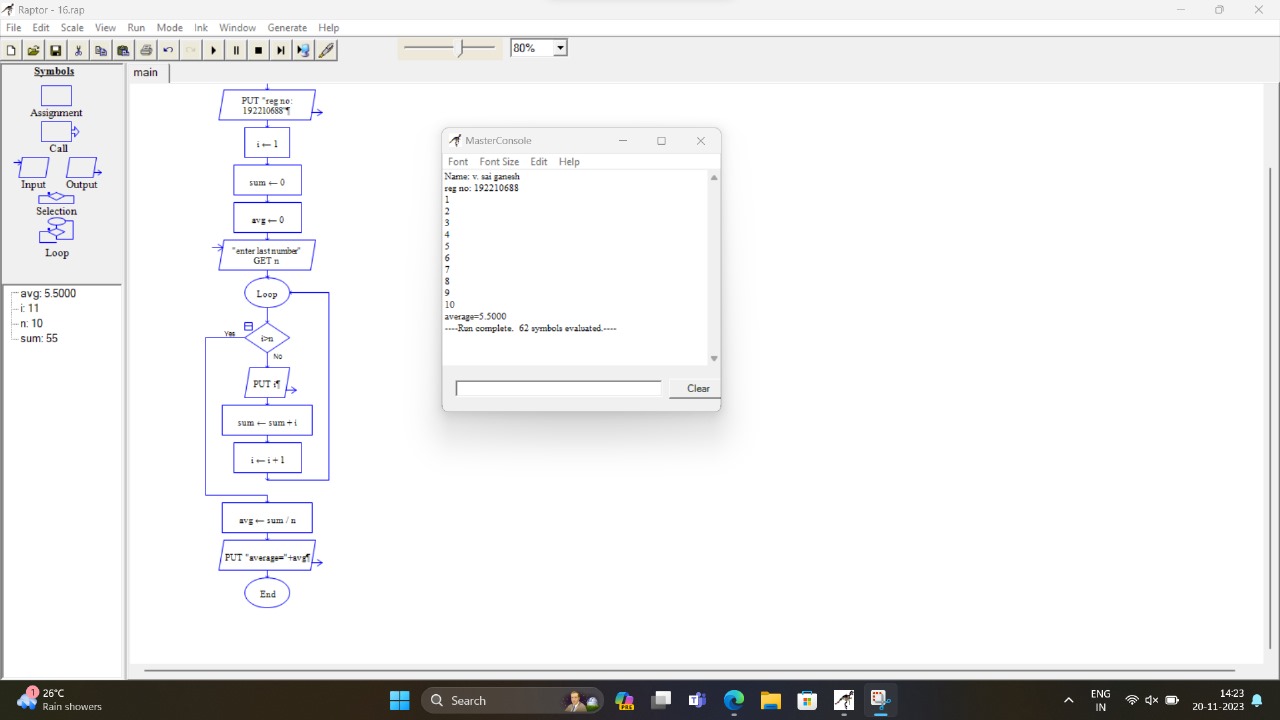 Raptor - 16.rap
File Edit Scale View Run Mode Ink Window Generate Help
80%
Symbols
Assignment
Call
Input Output
Selection
Loop
avg: 5.5000
i: 11
n: 10
sum: 55
main
PUT "reg no:
192210688"¶
i ← 1
sum ← 0
avg ← 0
"enter last number"
GET n
Loop
Yes
i>n
No
PUT i¶
sum ← sum + i
i ← i + 1
avg ← sum / n
PUT "average="+avg¶
End
MasterConsole
Font Font Size Edit Help
Name: v. sai ganesh
reg no: 192210688
1
2
3
4
5
6
7
8
9
10
average=5.5000
----Run complete. 62 symbols evaluated.----
Clear
1
26°C
Rain showers
Search
ENG
IN
14:23
20-11-2023